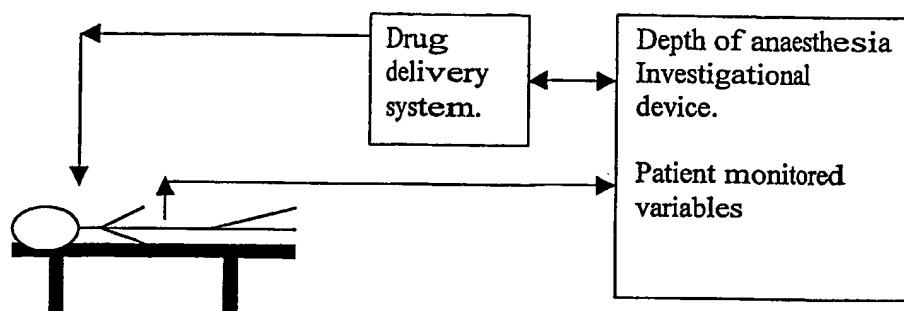 Drug
delivery
system.
Depth of anaesthesia
Investigational
device.
Patient monitored
variables